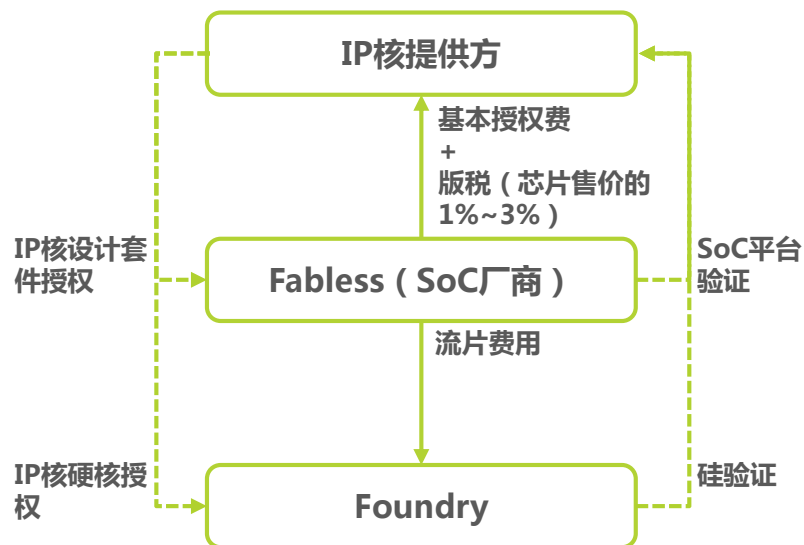 IP核提供方
基本授权费
+
版税（芯片售价的
1%~3%）
IP核设计套
件授权
Fabless（SoC厂商）
SoC平台
验证
流片费用
IP核硬核授
权
Foundry
硅验证